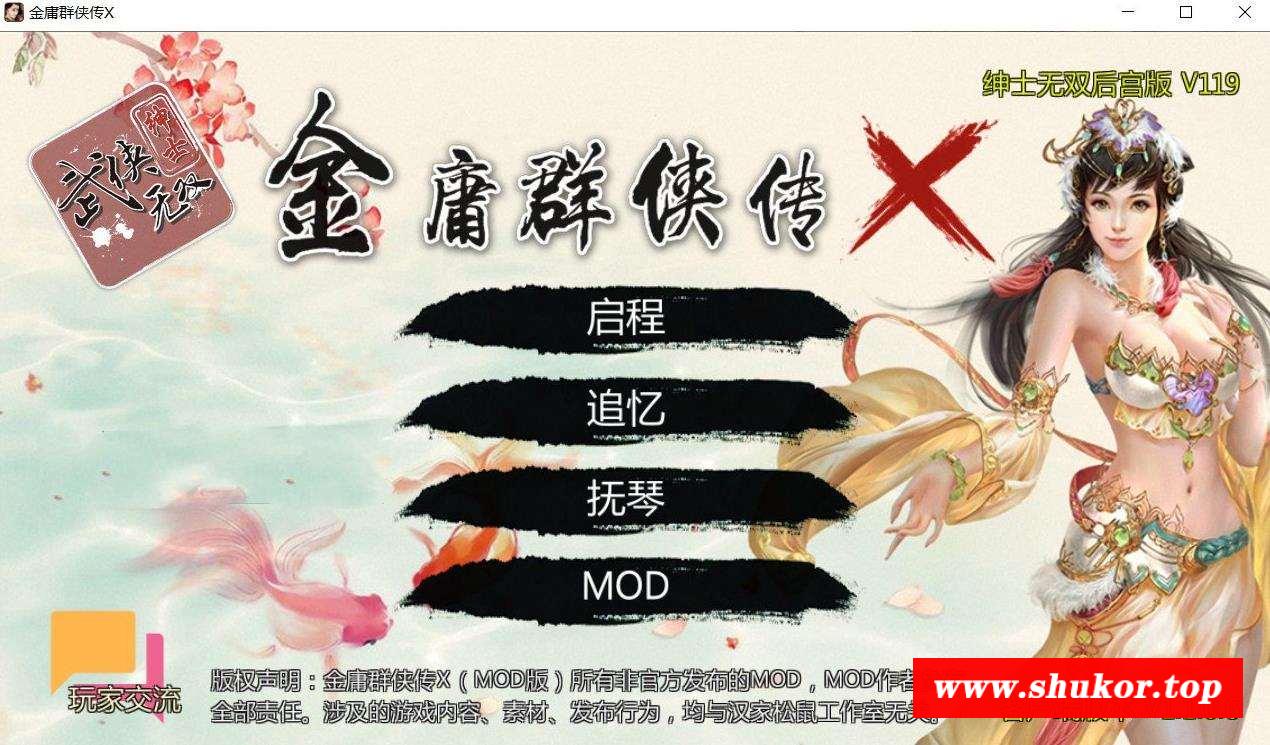 金庸群侠传X
绅士无双后宫版 V119
绅士
武侠
无双
金庸群侠传X
启程
追忆
抚琴
MOD
玩家交流
版权声明：金庸群侠传X（MOD版）所有非官方发布的MOD，MOD作者
全部责任。涉及的游戏内容、素材、发布行为，均与汉家松鼠工作室无关。
www.shukor.top